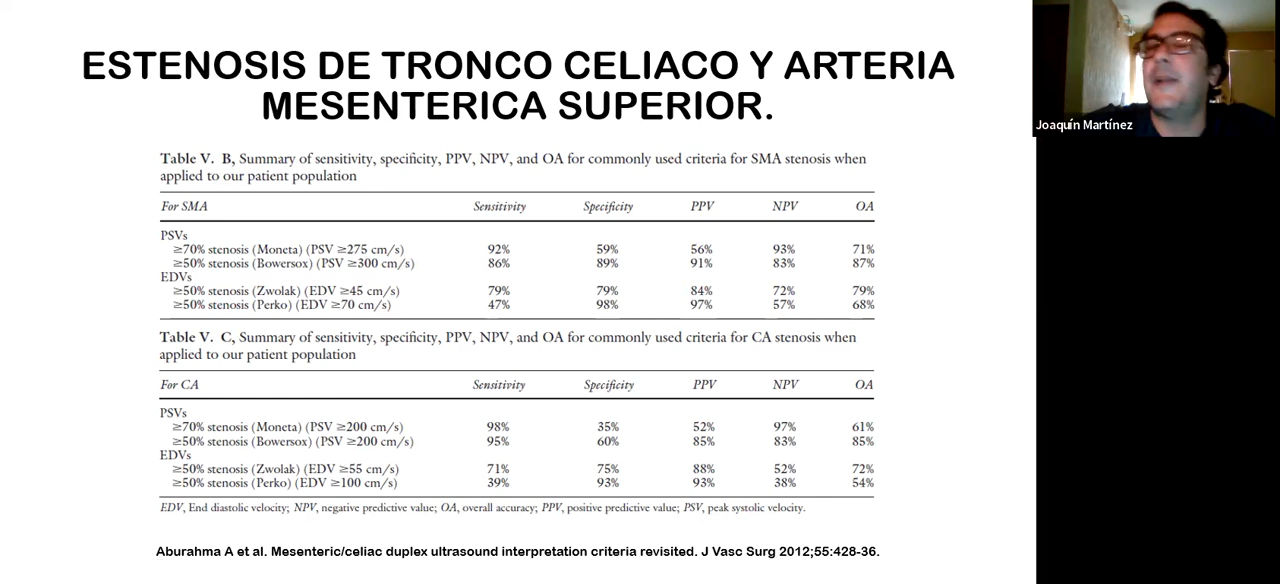 ESTENOSIS DE TRONCO CELIACO Y ARTERIA
MESENTERICA SUPERIOR.
Joaquín Martínez
Table V. B, Summary of sensitivity, specificity, PPV, NPV, and OA for commonly used criteria for SMA stenosis when
applied to our patient population
For SMA Sensitivity Specificity PPV NPV OA
PSVs
≥70% stenosis (Moneta) (PSV ≥275 cm/s) 92% 59% 56% 93% 71%
≥50% stenosis (Bowersox) (PSV ≥300 cm/s) 86% 89% 91% 83% 87%
EDVs
≥50% stenosis (Zwolak) (EDV ≥45 cm/s) 79% 79% 84% 72% 79%
≥50% stenosis (Perko) (EDV ≥70 cm/s) 47% 98% 97% 57% 68%
Table V. C, Summary of sensitivity, specificity, PPV, NPV, and OA for commonly used criteria for CA stenosis when
applied to our patient population
For CA Sensitivity Specificity PPV NPV OA
PSVs
≥70% stenosis (Moneta) (PSV ≥200 cm/s) 98% 35% 52% 97% 61%
≥50% stenosis (Bowersox) (PSV ≥200 cm/s) 95% 60% 85% 83% 85%
EDVs
≥50% stenosis (Zwolak) (EDV ≥55 cm/s) 71% 75% 88% 52% 72%
≥50% stenosis (Perko) (EDV ≥100 cm/s) 39% 93% 93% 38% 54%
EDV, End diastolic velocity; NPV, negative predictive value; OA, overall accuracy; PPV, positive predictive value; PSV, peak systolic velocity.
Aburahma A et al. Mesenteric/celiac duplex ultrasound interpretation criteria revisited. J Vasc Surg 2012;55:428-36.